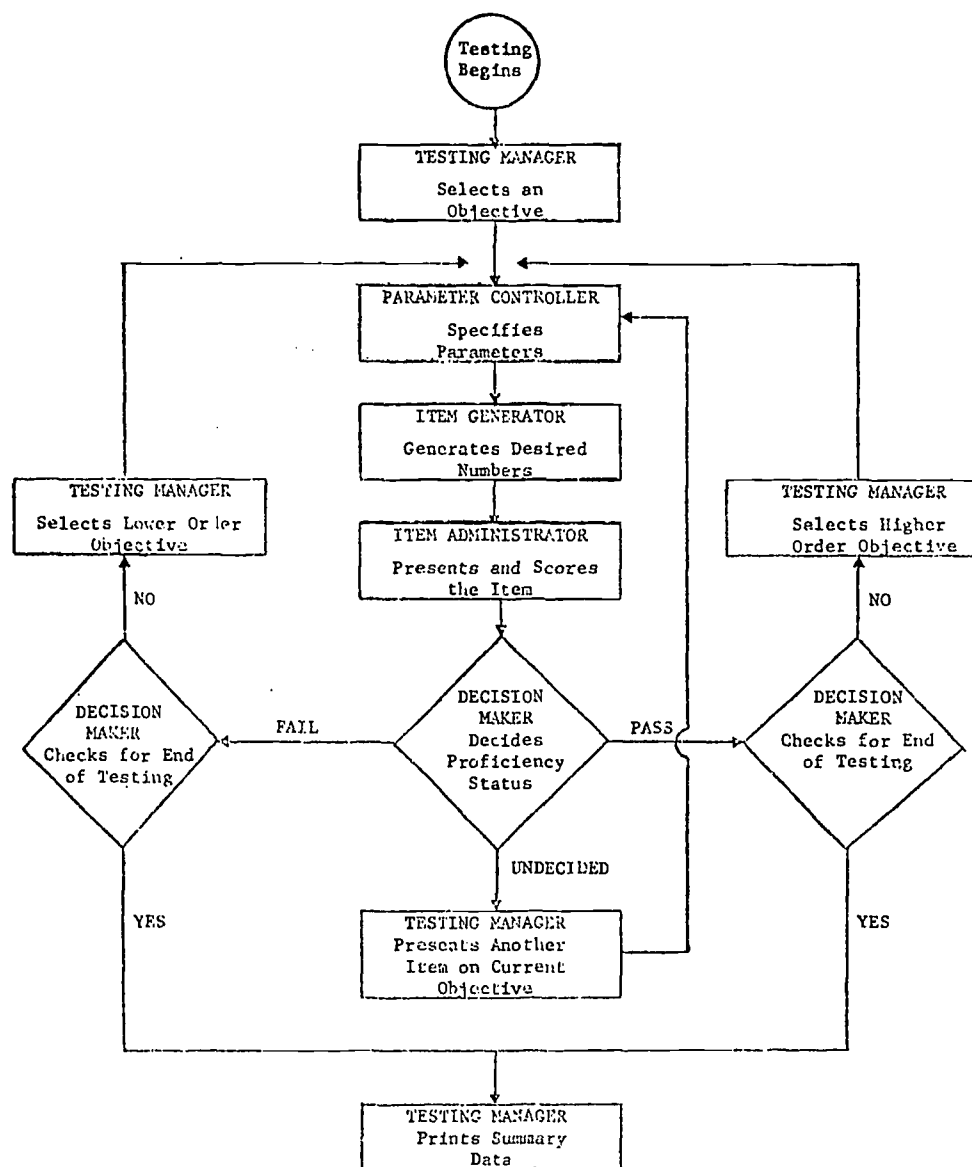 Testing
Begins
TESTING MANAGER
Selects an
Objective
PARAMETER CONTROLLER
Specifies
Parameters
ITEM GENERATOR
Generates Desired
Numbers
TESTING MANAGER
Selects Lower Order
Objective
ITEM ADMINISTRATOR
Presents and Scores
the Item
TESTING MANAGER
Selects Higher
Order Objective
NO
NO
DECISION
MAKER
Checks for End
of Testing
FAIL
DECISION
MAKER
Decides
Proficiency
Status
PASS
DECISION
MAKER
Checks for End
of Testing
UNDECIDED
YES
YES
TESTING MANAGER
Presents Another
Item on Current
Objective
TESTING MANAGER
Prints Summary
Data